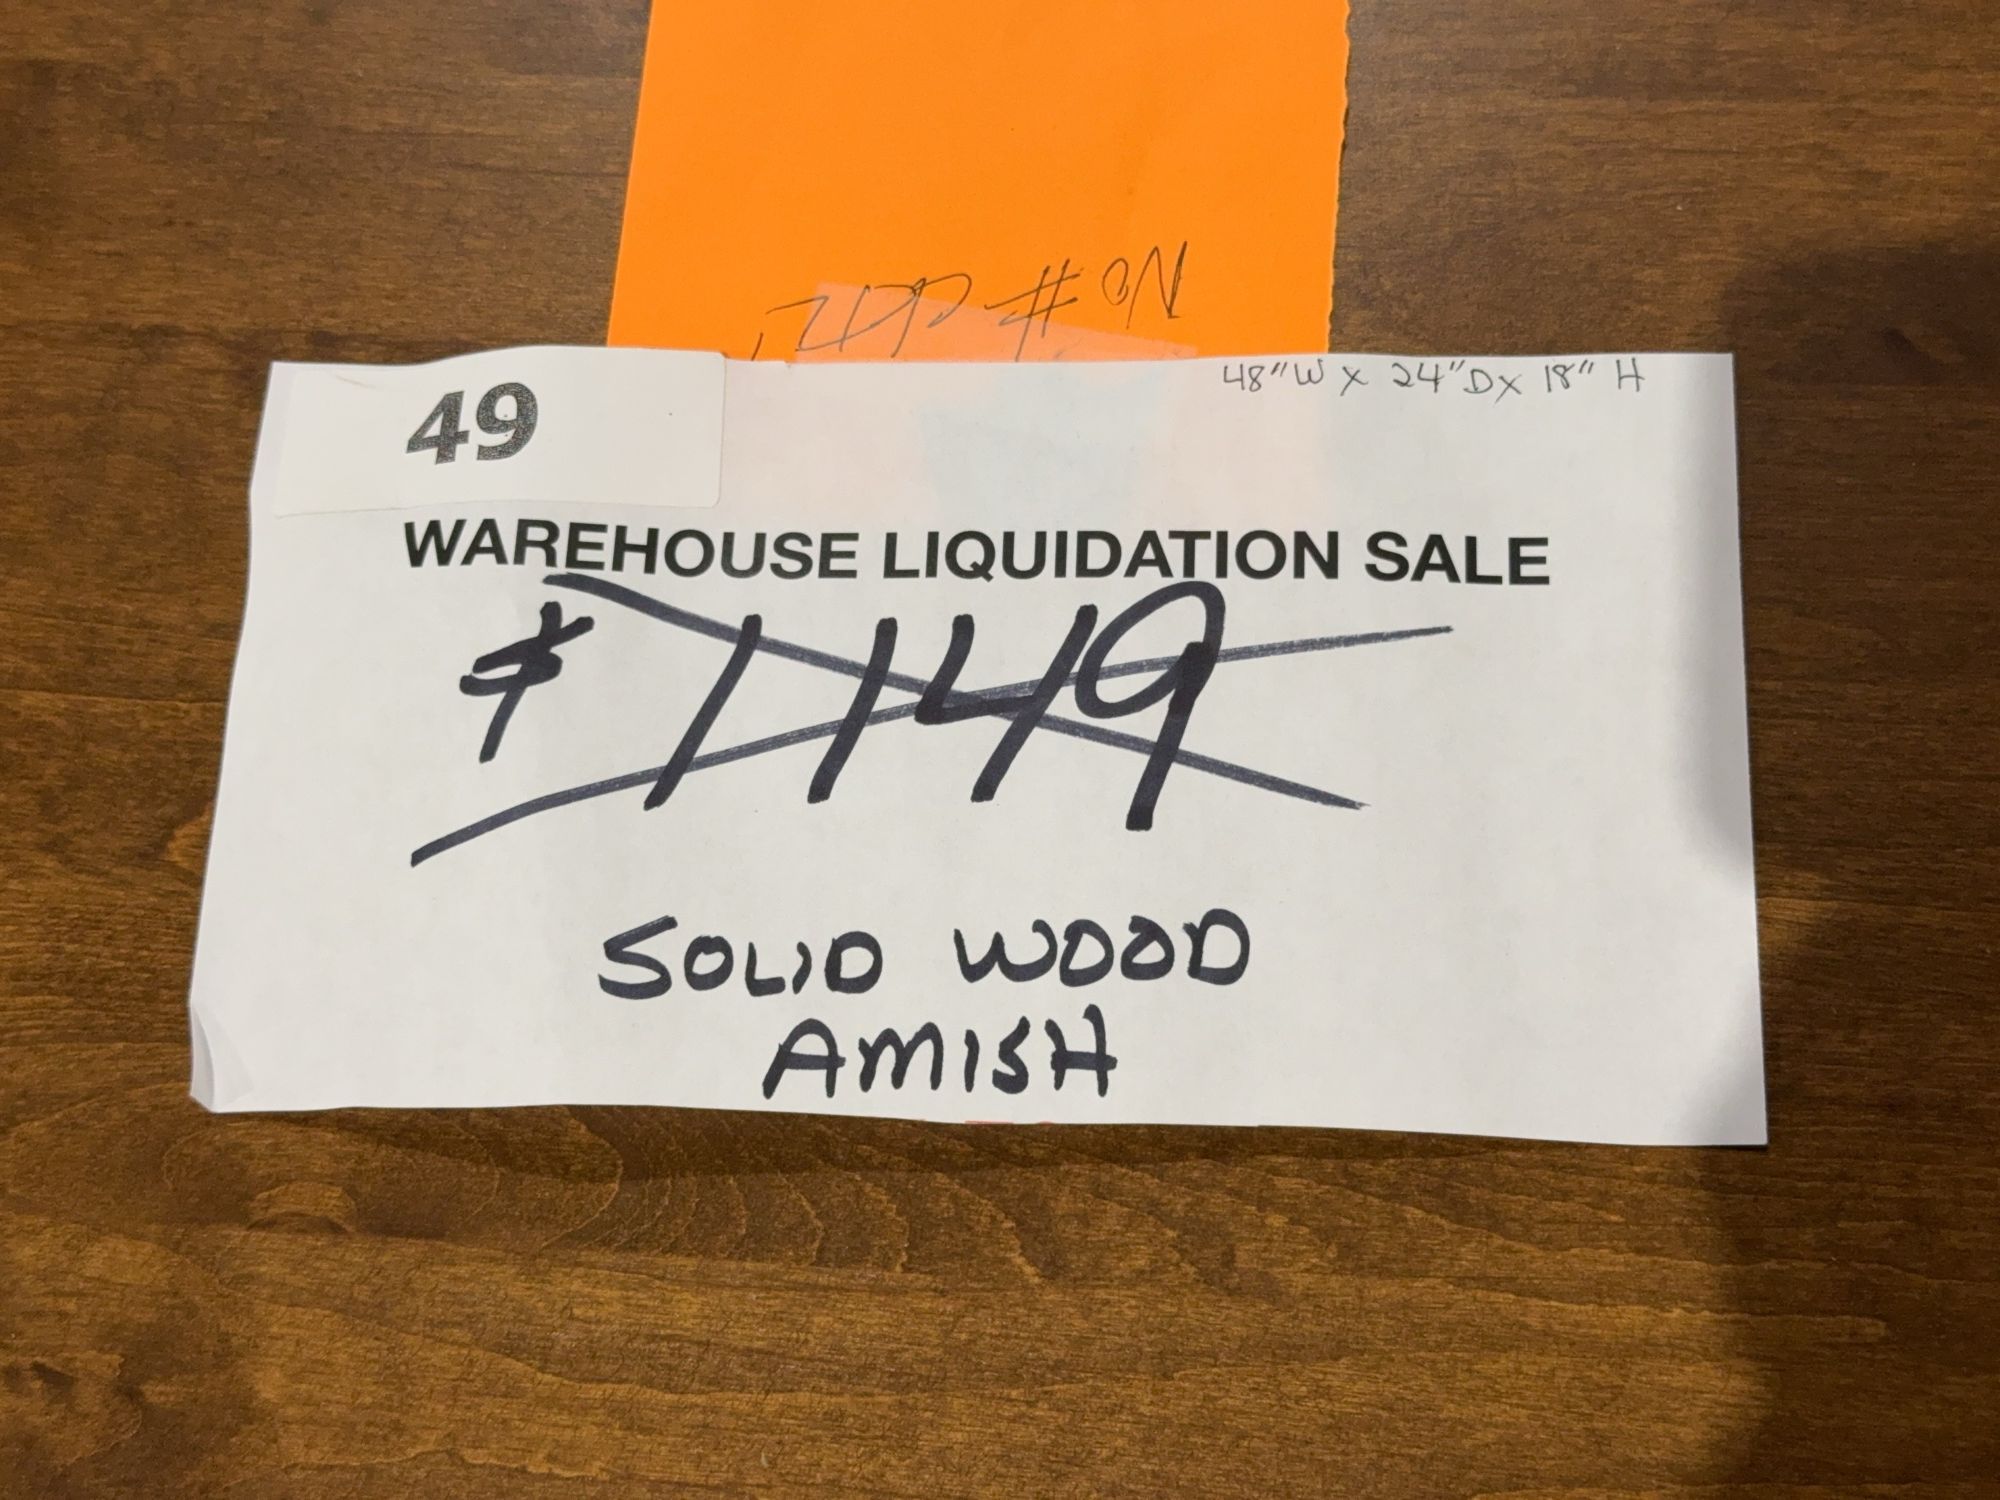 49
48"W x 24"D x 18" H
WAREHOUSE LIQUIDATION SALE
$1149
SOLID WOOD
AMISH